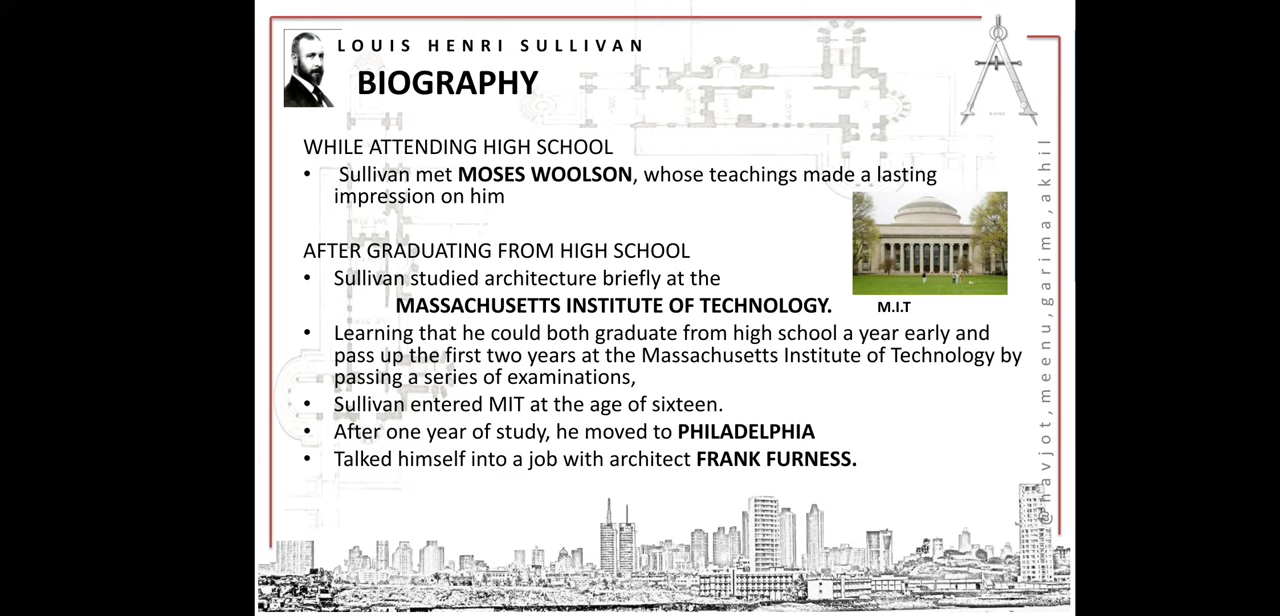 LOUIS HENRI SULLIVAN
BIOGRAPHY
WHILE ATTENDING HIGH SCHOOL
• Sullivan met MOSES WOOLSON, whose teachings made a lasting
impression on him
AFTER GRADUATING FROM HIGH SCHOOL
• Sullivan studied architecture briefly at the
MASSACHUSETTS INSTITUTE OF TECHNOLOGY.
M.I.T
• Learning that he could both graduate from high school a year early and
pass up the first two years at the Massachusetts Institute of Technology by
passing a series of examinations,
• Sullivan entered MIT at the age of sixteen.
• After one year of study, he moved to PHILADELPHIA
• Talked himself into a job with architect FRANK FURNESS.
@navjot,meenu,garima,akhil